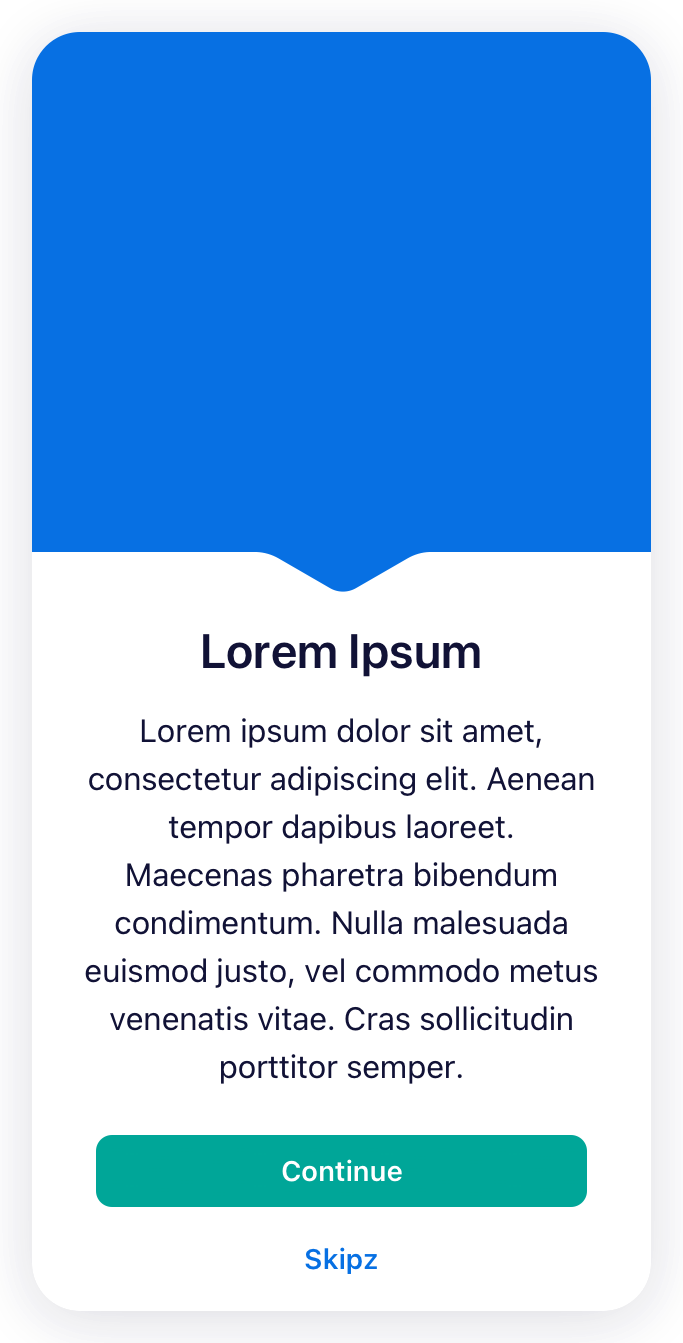 Lorem Ipsum
Lorem ipsum dolor sit amet,
consectetur adipiscing elit. Aenean
tempor dapibus laoreet.
Maecenas pharetra bibendum
condimentum. Nulla malesuada
euismod justo, vel commodo metus
venenatis vitae. Cras sollicitudin
porttitor semper.
Continue
Skipz